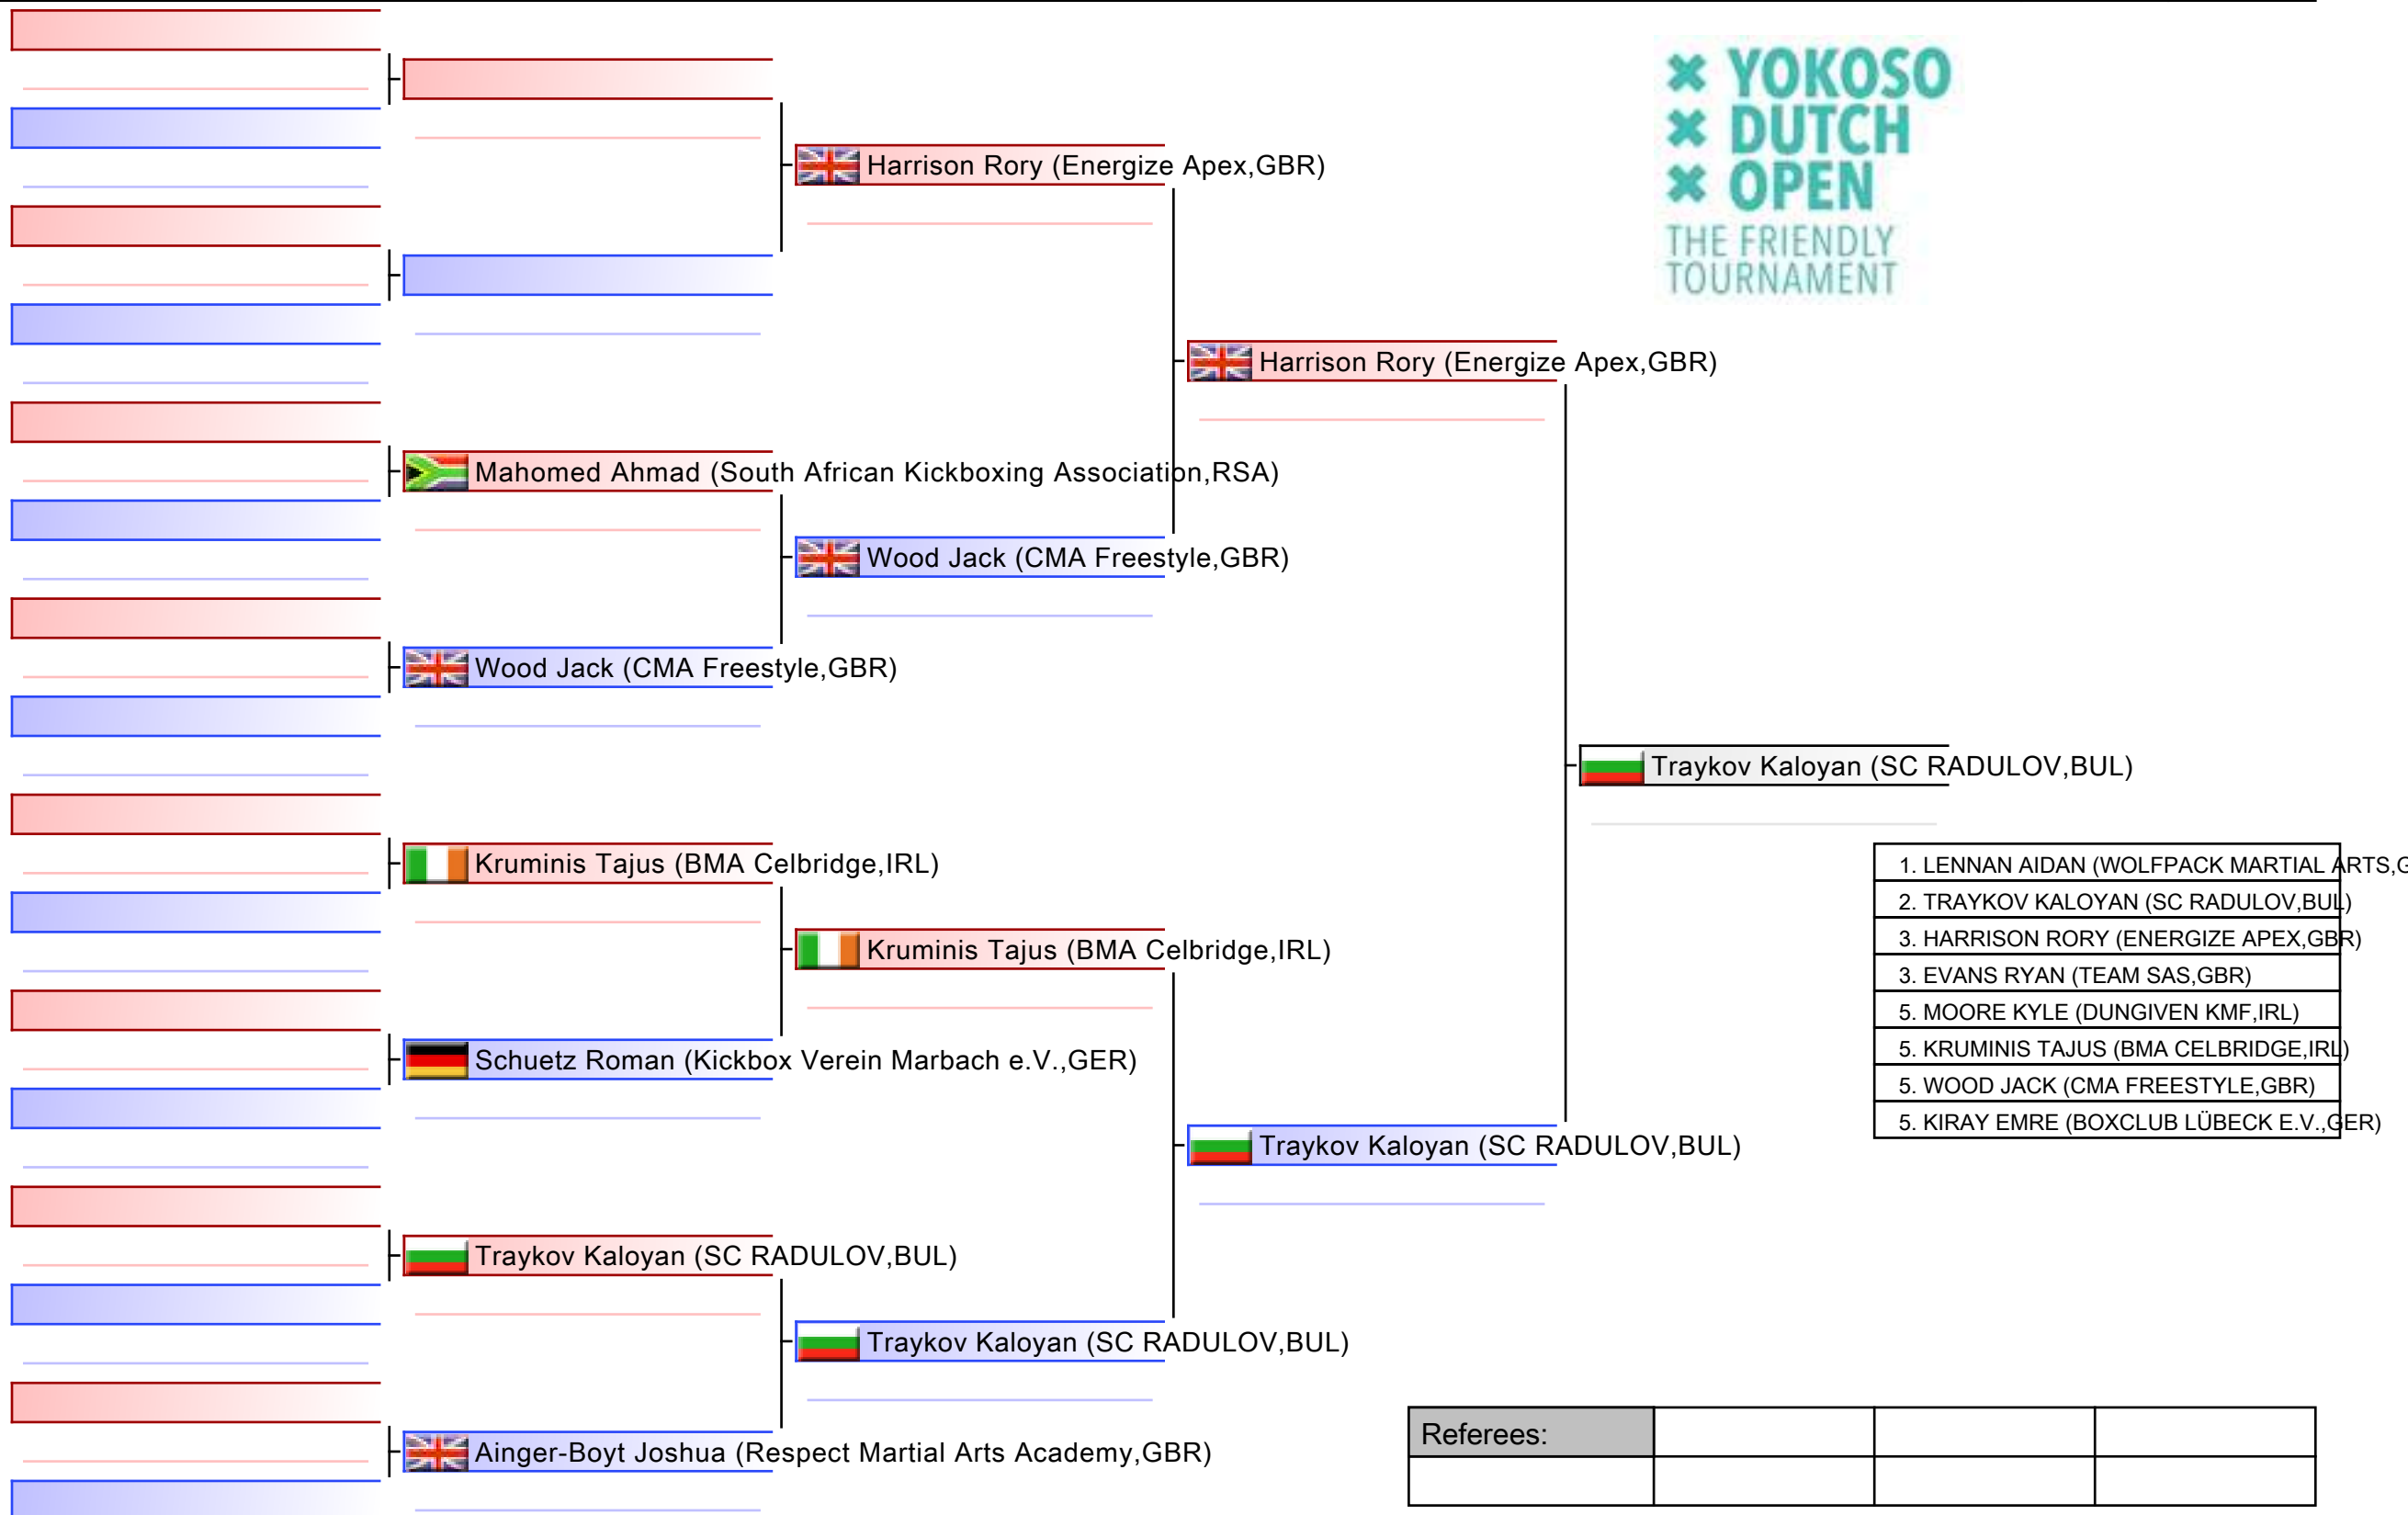 YOKOSO
DUTCH
OPEN
THE FRIENDLY
TOURNAMENT
Harrison Rory (Energize Apex,GBR)
Harrison Rory (Energize Apex,GBR)
Mahomed Ahmad (South African Kickboxing Association,RSA)
Wood Jack (CMA Freestyle,GBR)
Wood Jack (CMA Freestyle,GBR)
Traykov Kaloyan (SC RADULOV,BUL)
Kruminis Tajus (BMA Celbridge,IRL)
Kruminis Tajus (BMA Celbridge,IRL)
Schuetz Roman (Kickbox Verein Marbach e.V.,GER)
Traykov Kaloyan (SC RADULOV,BUL)
Traykov Kaloyan (SC RADULOV,BUL)
Traykov Kaloyan (SC RADULOV,BUL)
Ainger-Boyt Joshua (Respect Martial Arts Academy,GBR)
1. LENNAN AIDAN (WOLFPACK MARTIAL ARTS,G
2. TRAYKOV KALOYAN (SC RADULOV,BUL)
3. HARRISON RORY (ENERGIZE APEX,GBR)
3. EVANS RYAN (TEAM SAS,GBR)
5. MOORE KYLE (DUNGIVEN KMF,IRL)
5. KRUMINIS TAJUS (BMA CELBRIDGE,IRL)
5. WOOD JACK (CMA FREESTYLE,GBR)
5. KIRAY EMRE (BOXCLUB LÜBECK E.V.,GER)
Referees: